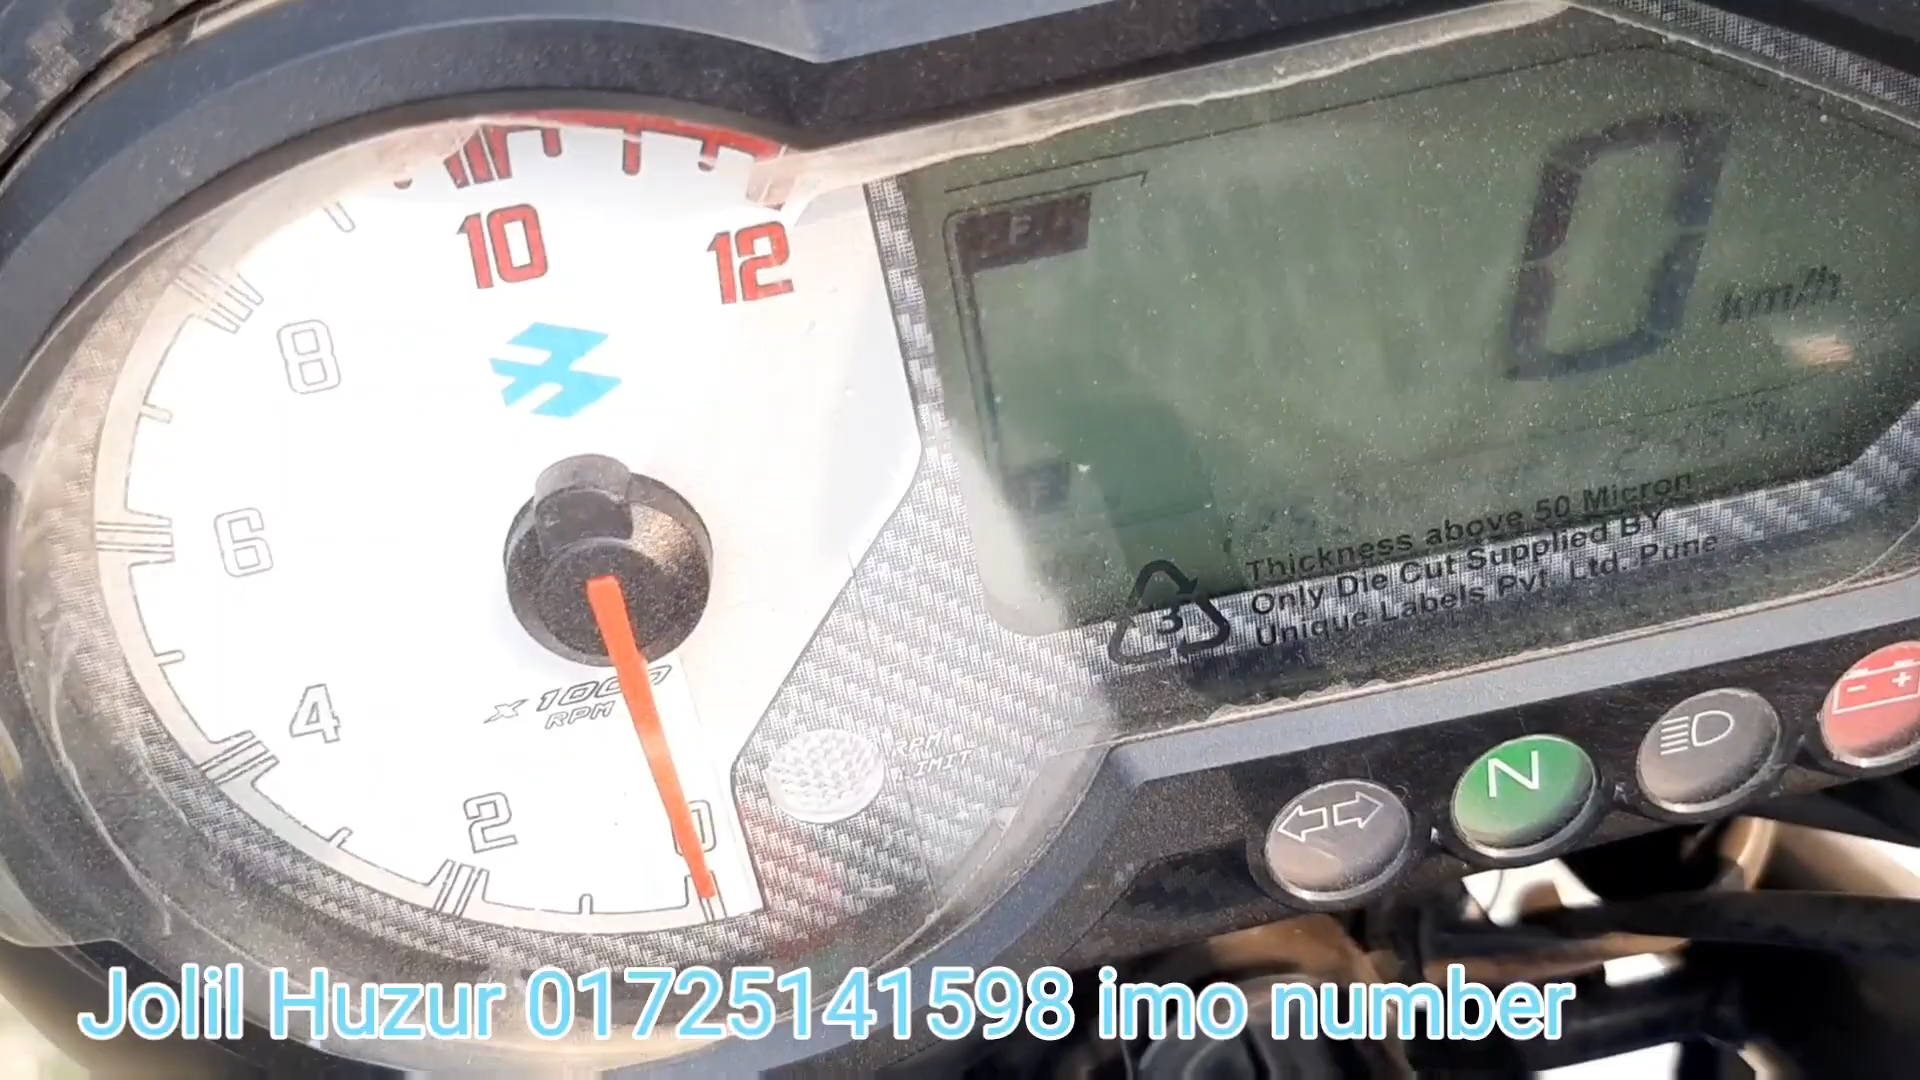 10
12
8
6
4
2
0
X 1000
RPM
RPM
LIMIT
F
0
km/h
E
Thickness above 50 Micron
Only Die Cut Supplied BY
Unique Labels Pvt. Ltd. Pune
3
N
Jolil Huzur 01725141598 imo number